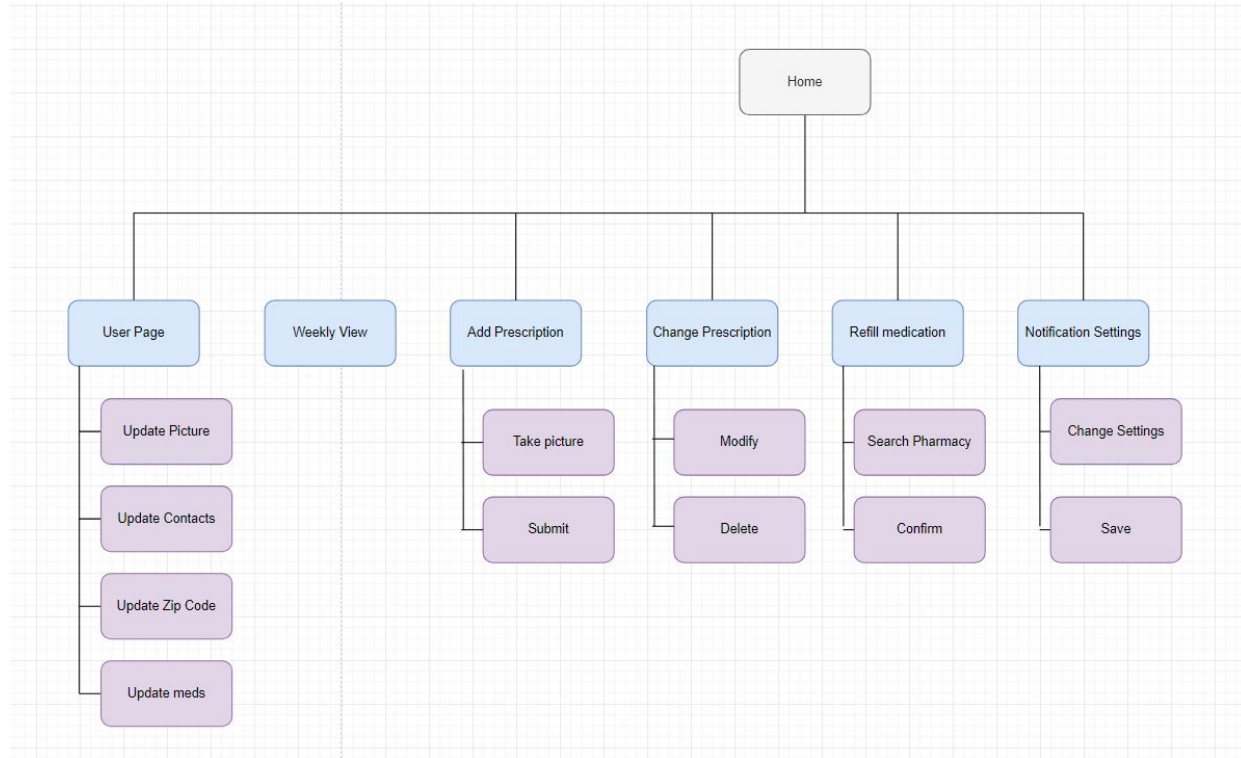 Home
User Page
Weekly View
Add Prescription
Change Prescription
Refill medication
Notification Settings
Update Picture
Update Contacts
Update Zip Code
Update meds
Take picture
Submit
Modify
Delete
Search Pharmacy
Confirm
Change Settings
Save